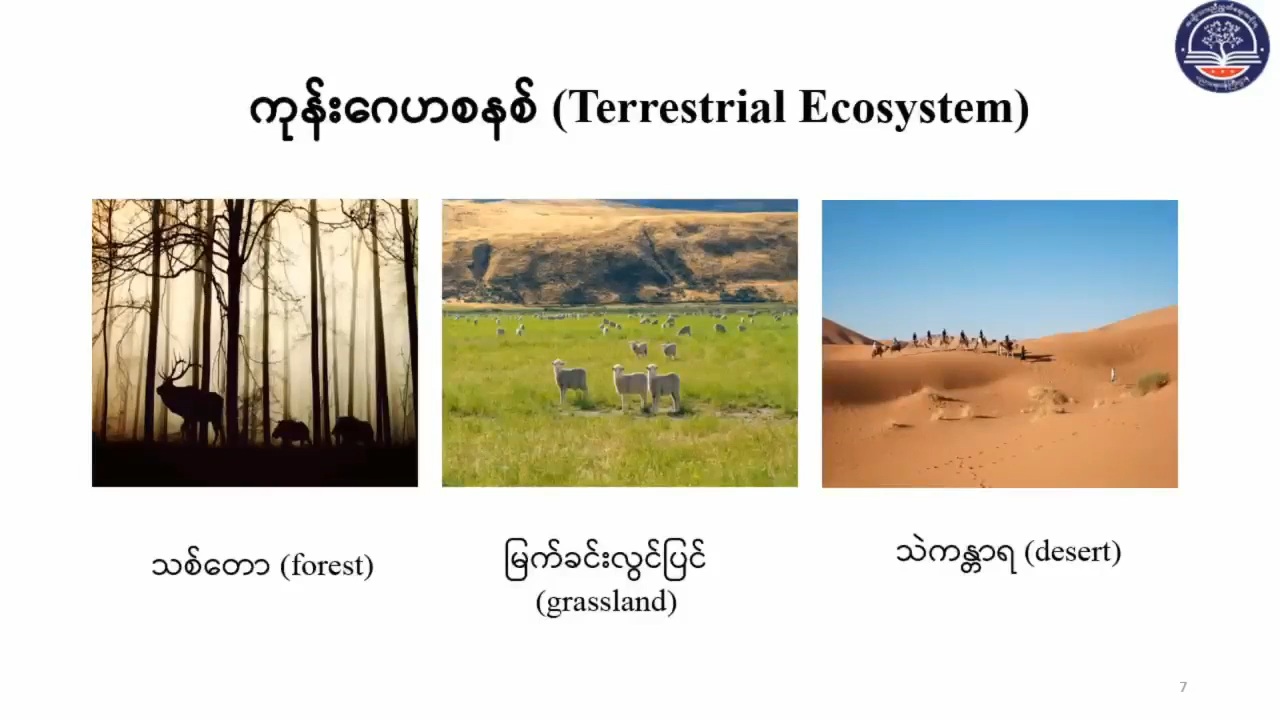 ကုန်းဂေဟစနစ် (Terrestrial Ecosystem)
သစ်တော (forest)
မြက်ခင်းလွင်ပြင်
(grassland)
သဲကန္တာရ (desert)
7